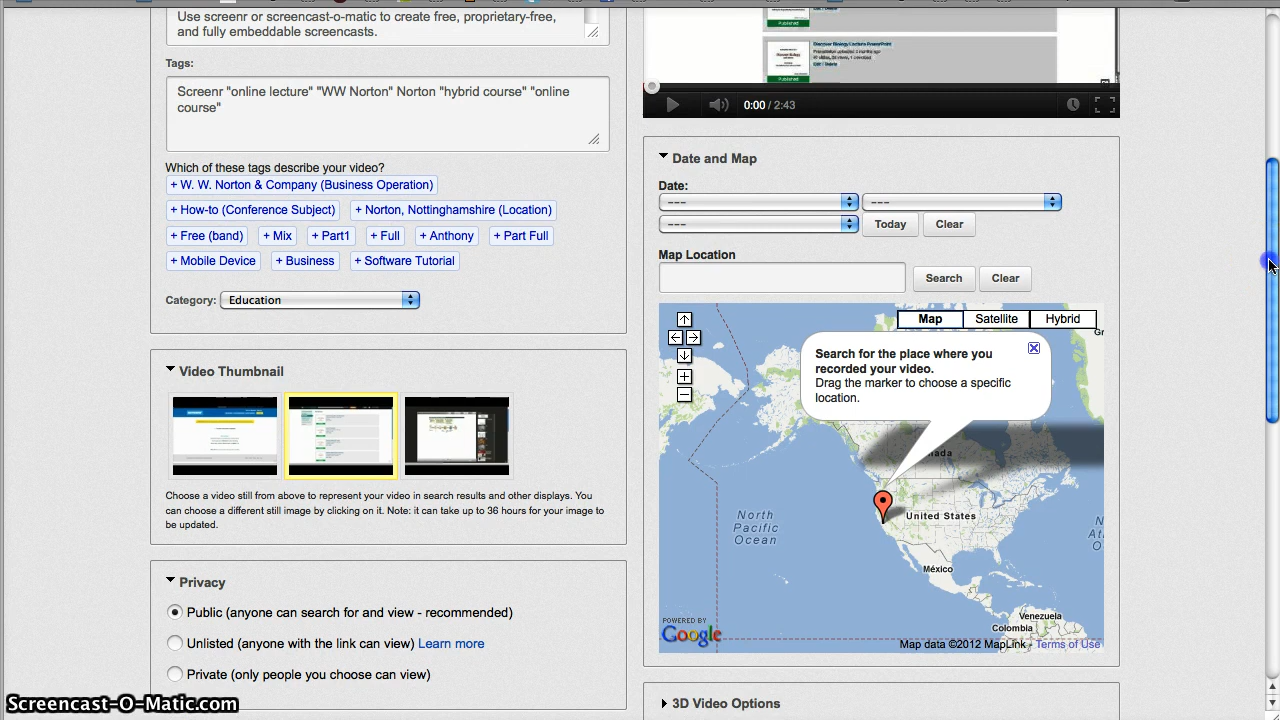 Use screenr or screencast-o-matic to create free, proprietary-free,
and fully embeddable screencasts.
Tags:
Screenr "online lecture" "WW Norton" Norton "hybrid course" "online
course"
Which of these tags describe your video?
+ W. W. Norton & Company (Business Operation)
+ How-to (Conference Subject) + Norton, Nottinghamshire (Location)
+ Free (band) + Mix + Part1 + Full + Anthony + Part Full
+ Mobile Device + Business + Software Tutorial
Category: Education
Video Thumbnail
Choose a video still from above to represent your video in search results and other displays. You
can choose a different still image by clicking on it. Note: it can take up to 36 hours for your image to
be updated.
Privacy
Public (anyone can search for and view - recommended)
Unlisted (anyone with the link can view) Learn more
Private (only people you choose can view)
Screencast-O-Matic.com
Discover Biology Lecture PowerPoint
Published
0:00 / 2:43
Date and Map
Date:
--- ---
--- Today Clear
Map Location
Search Clear
Map Satellite Hybrid
Search for the place where you
recorded your video.
Drag the marker to choose a specific
location.
North
Pacific
Ocean
United States
México
Venezuela
Colombia
POWERED BY
Google
Map data ©2012 MapLink - Terms of Use
3D Video Options